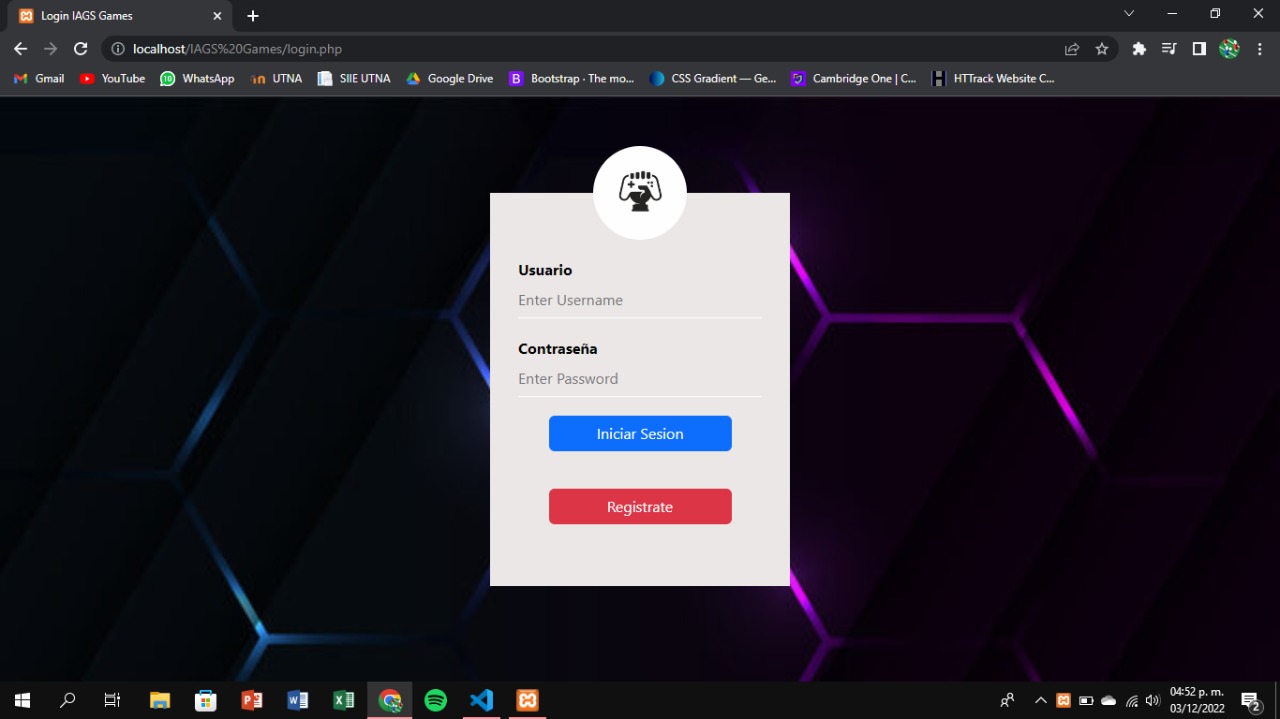 Login IAGS Games
localhost/IAGS%20Games/login.php
Gmail YouTube WhatsApp UTNA SIIE UTNA Google Drive Bootstrap · The mo... CSS Gradient — Ge... Cambridge One | C... HTTrack Website C...
Usuario
Enter Username
Contraseña
Enter Password
Iniciar Sesion
Registrate
04:52 p. m.
03/12/2022
2